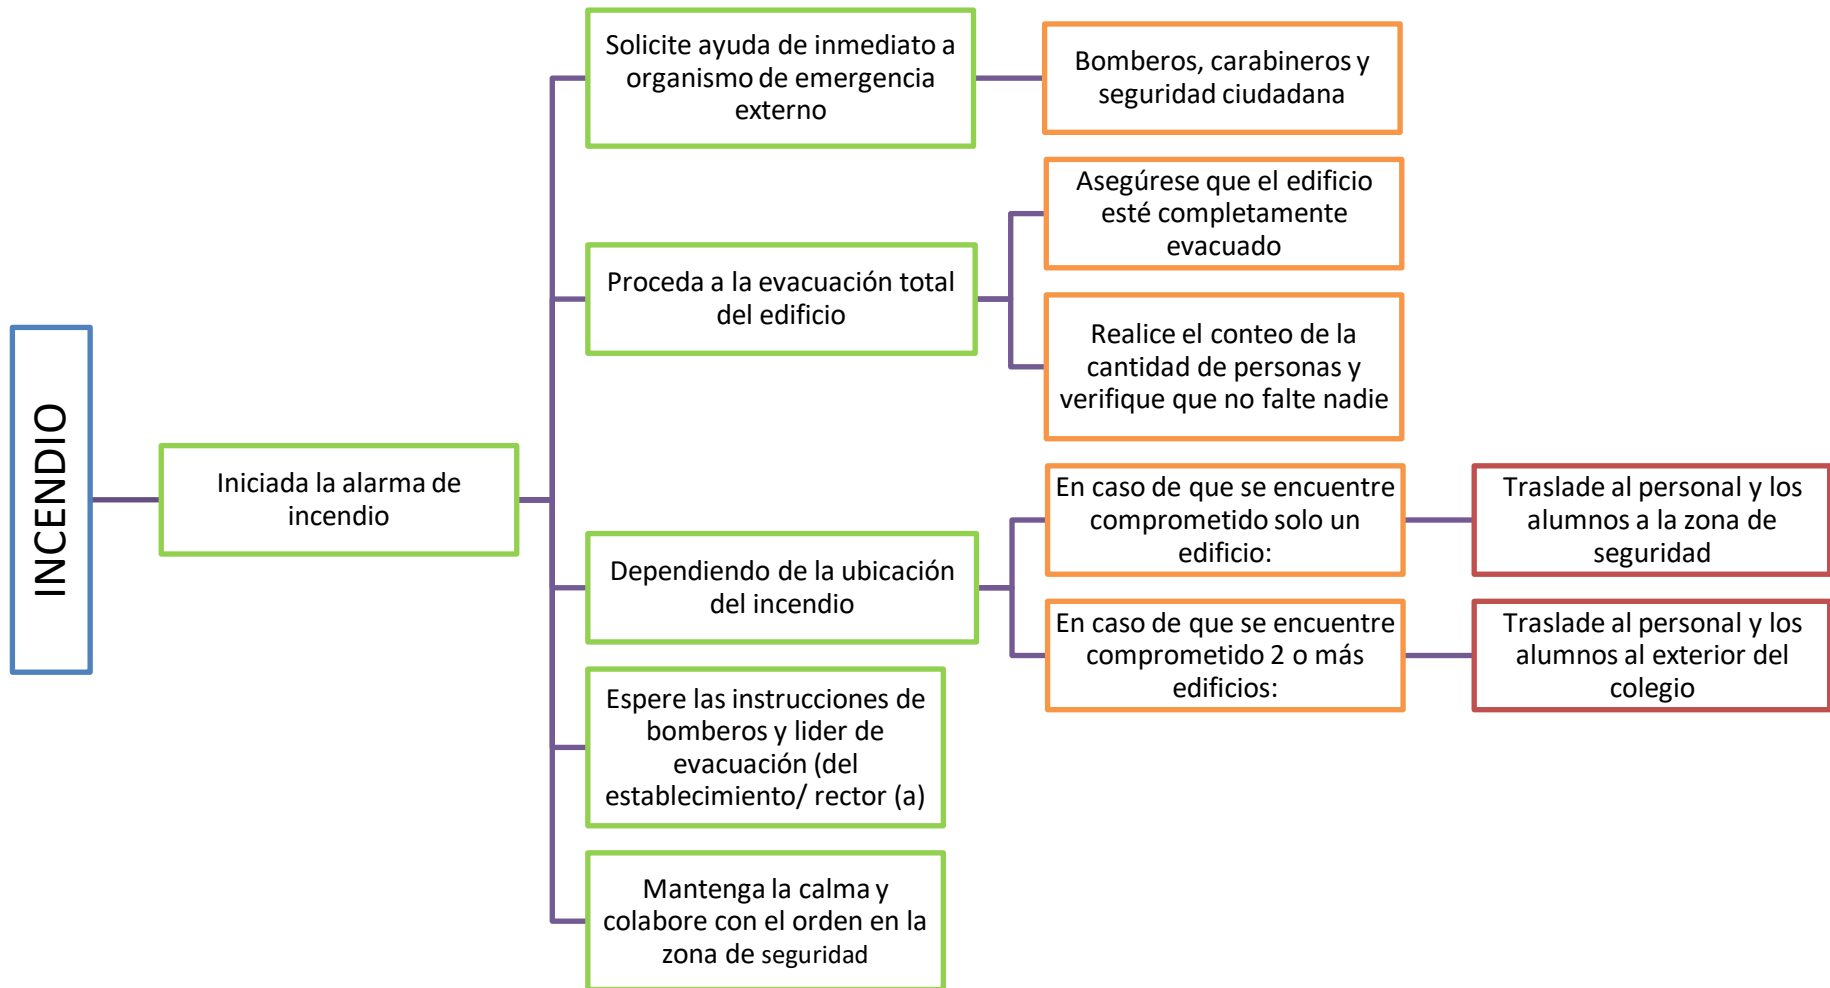 INCENDIO
Iniciada la alarma de
incendio
Solicite ayuda de inmediato a
organismo de emergencia
externo
Bomberos, carabineros y
seguridad ciudadana
Proceda a la evacuación total
del edificio
Asegúrese que el edificio
esté completamente
evacuado
Realice el conteo de la
cantidad de personas y
verifique que no falte nadie
Dependiendo de la ubicación
del incendio
En caso de que se encuentre
comprometido solo un
edificio:
Traslade al personal y los
alumnos a la zona de
seguridad
En caso de que se encuentre
comprometido 2 o más
edificios:
Traslade al personal y los
alumnos al exterior del
colegio
Espere las instrucciones de
bomberos y lider de
evacuación (del
establecimiento/ rector (a)
Mantenga la calma y
colabore con el orden en la
zona de seguridad